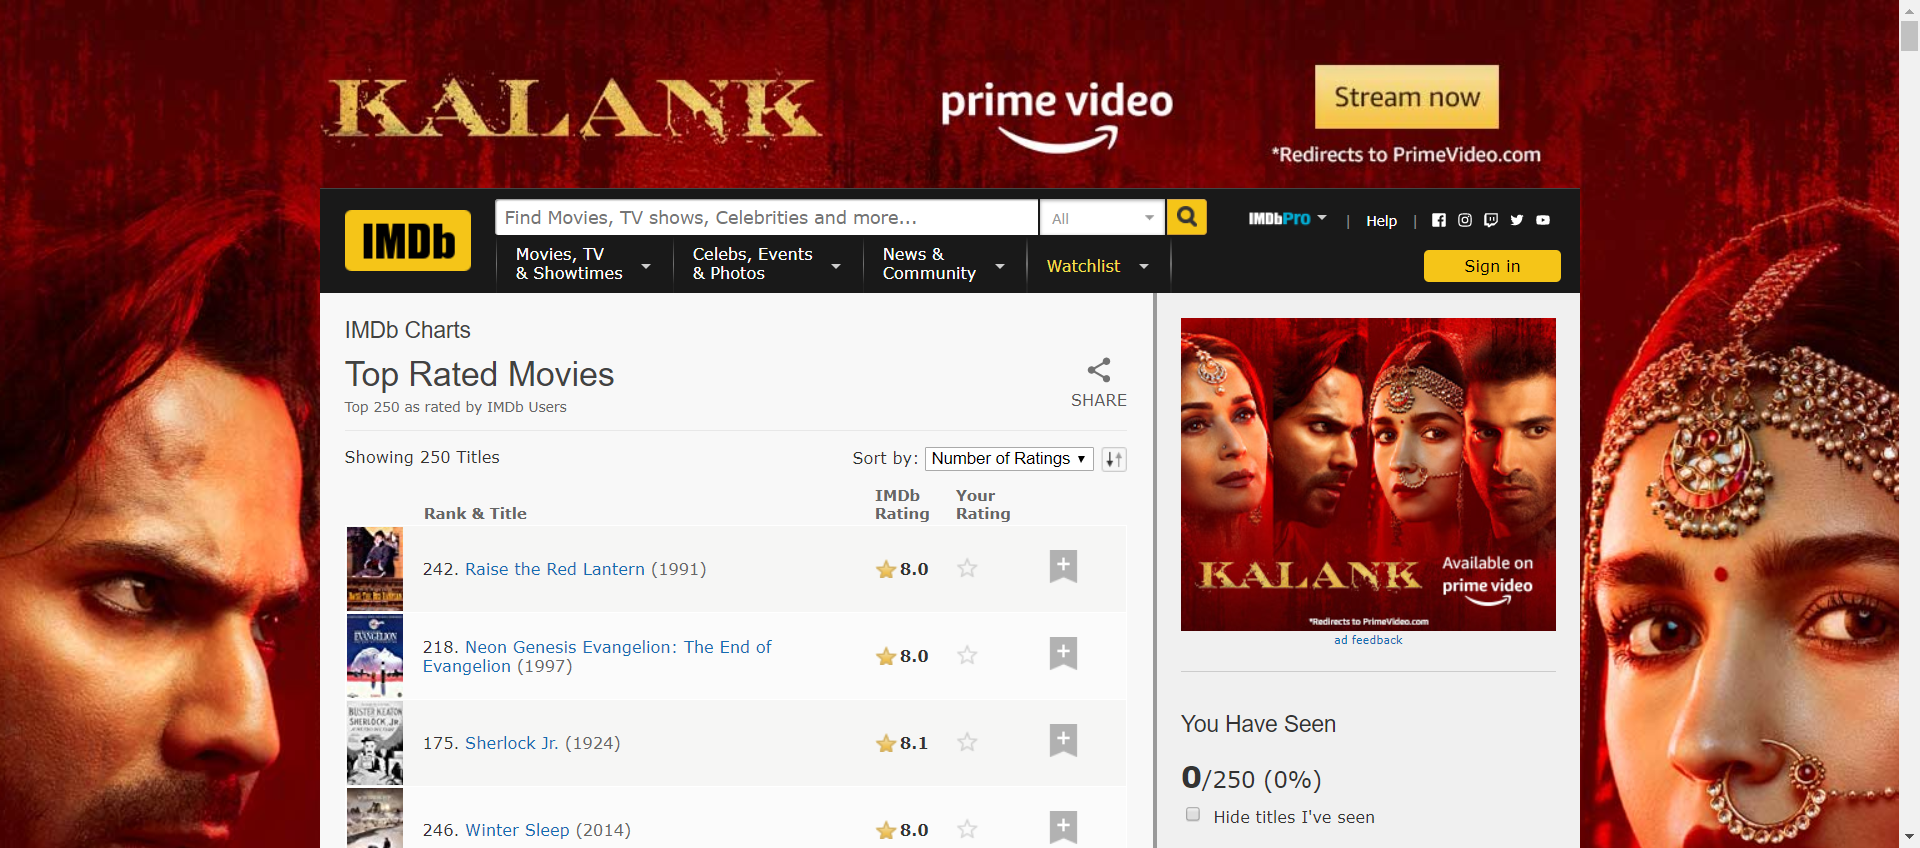 KALANK
prime video
Stream now
*Redirects to PrimeVideo.com
IMDb
Find Movies, TV shows, Celebrities and more...
All
IMDbPro
|
Help
|
Movies, TV
& Showtimes
Celebs, Events
& Photos
News &
Community
Watchlist
Sign in
IMDb Charts
Top Rated Movies
Top 250 as rated by IMDb Users
SHARE
Showing 250 Titles
Sort by: Number of Ratings
Rank & Title
IMDb
Rating
Your
Rating
242. Raise the Red Lantern (1991)
8.0
EVANGELION
218. Neon Genesis Evangelion: The End of
Evangelion (1997)
8.0
BUSTER KEATON
SHERLOCK JR.
175. Sherlock Jr. (1924)
8.1
246. Winter Sleep (2014)
8.0
KALANK
Available on
prime video
*Redirects to PrimeVideo.com
ad feedback
You Have Seen
0/250 (0%)
Hide titles I've seen